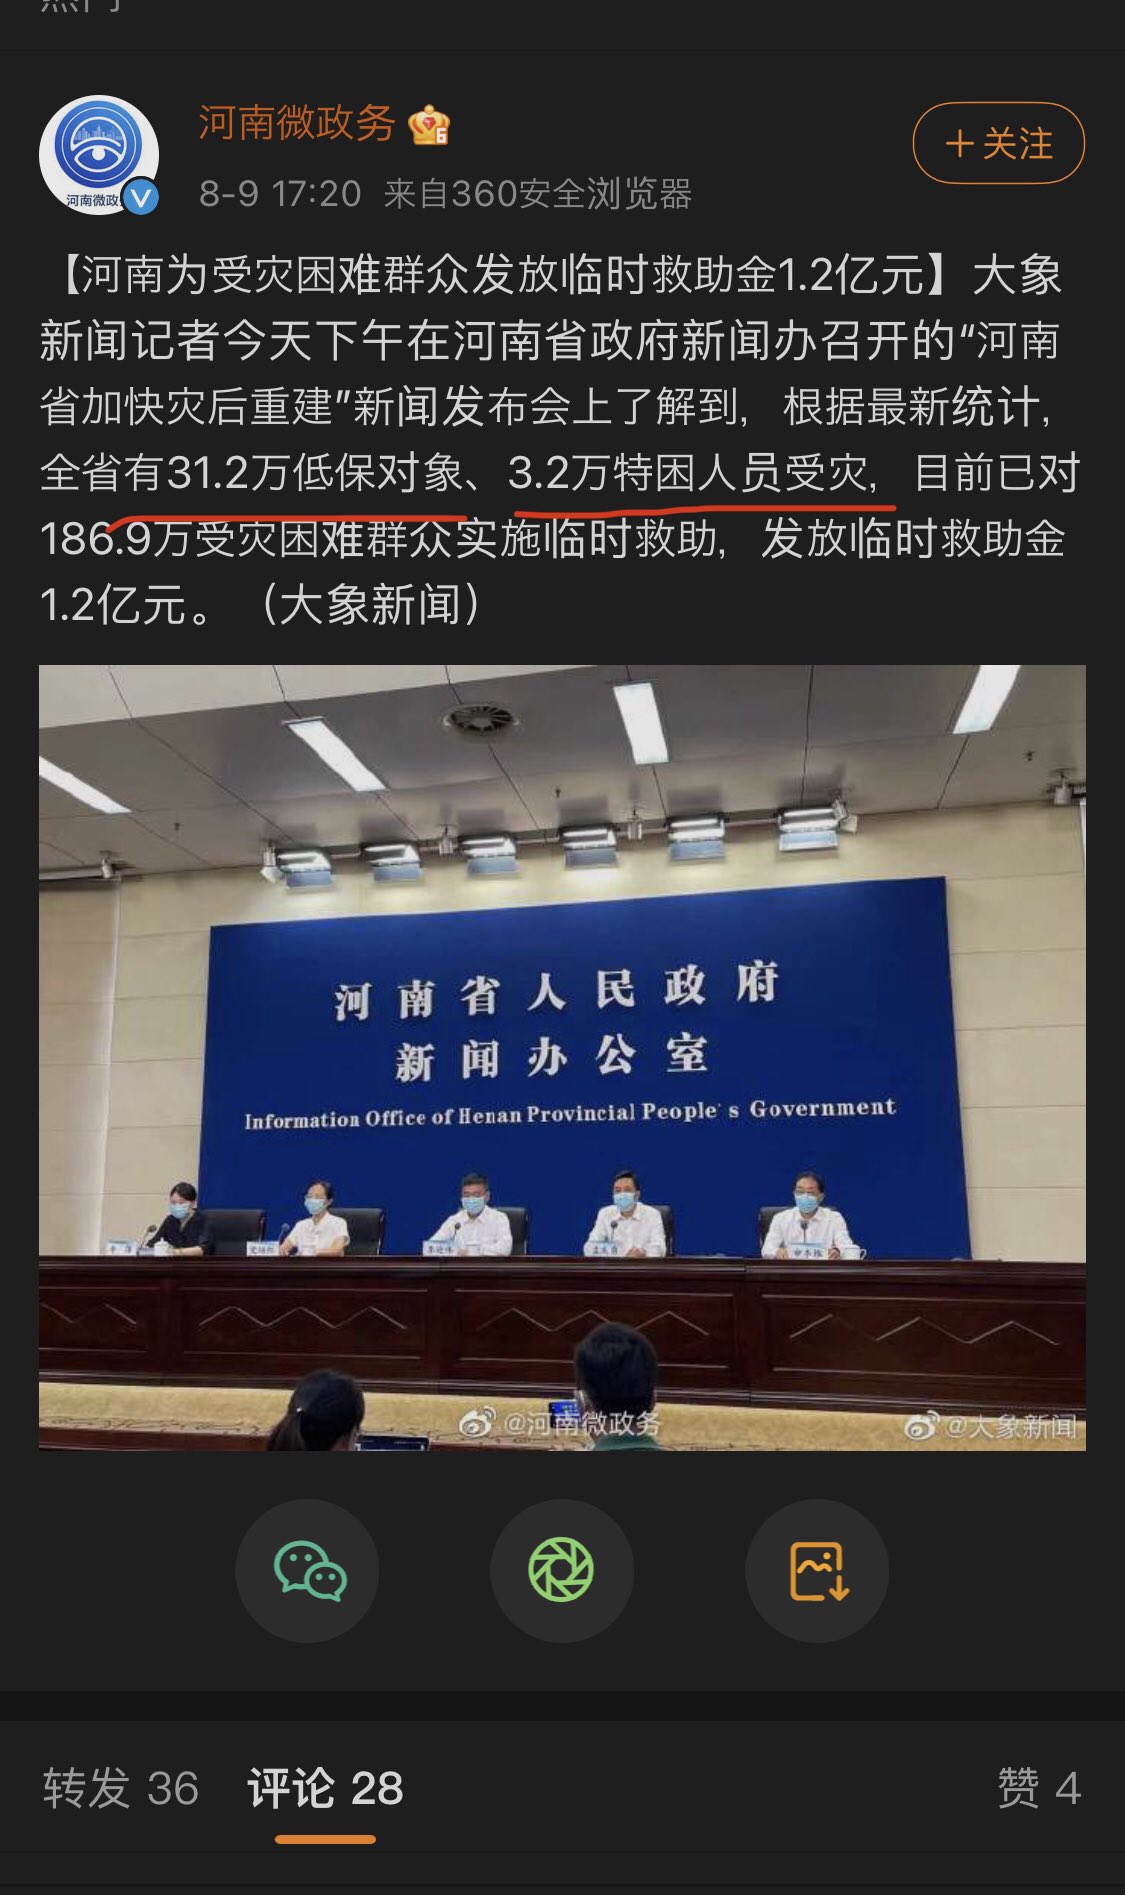 河南微政务
6
+关注
8-9 17:20 来自360安全浏览器
河南微政
V
【河南为受灾困难群众发放临时救助金1.2亿元】大象
新闻记者今天下午在河南省政府新闻办召开的“河南
省加快灾后重建”新闻发布会上了解到，根据最新统计，
全省有31.2万低保对象、3.2万特困人员受灾，目前已对
186.9万受灾困难群众实施临时救助，发放临时救助金
1.2亿元。（大象新闻）
河南省人民政府
新闻办公室
Information Office of Henan Provincial People's Government
@河南微政务
@大象新闻
转发 36
评论 28
赞 4